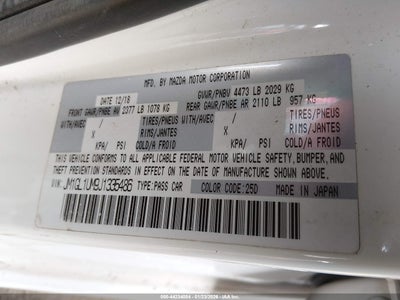 MFD. BY MAZDA MOTOR CORPORATION
DATE 12/18 GVWR/PNBV 4473 LB 2029 KG
FRONT GAWR/PNBE AV 2377 LB 1078 KG REAR GAWR/PNBE AR 2110 LB 957 KG
WITH/AVEC / TIRES/PNEUS WITH/AVEC / TIRES/PNEUS
X RIMS/JANTES X RIMS/JANTES
KPA/ PSI COLD/A FROID KPA/ PSI COLD/A FROID
THIS VEHICLE CONFORMS TO ALL APPLICABLE FEDERAL MOTOR VEHICLE SAFETY, BUMPER, AND
THEFT PREVENTION STANDARDS IN EFFECT ON THE DATE OF MANUFACTURE SHOWN ABOVE.
VIN: JM1GL1UM9J1335486 TYPE:PASS CAR COLOR CODE:25D MADE IN JAPAN